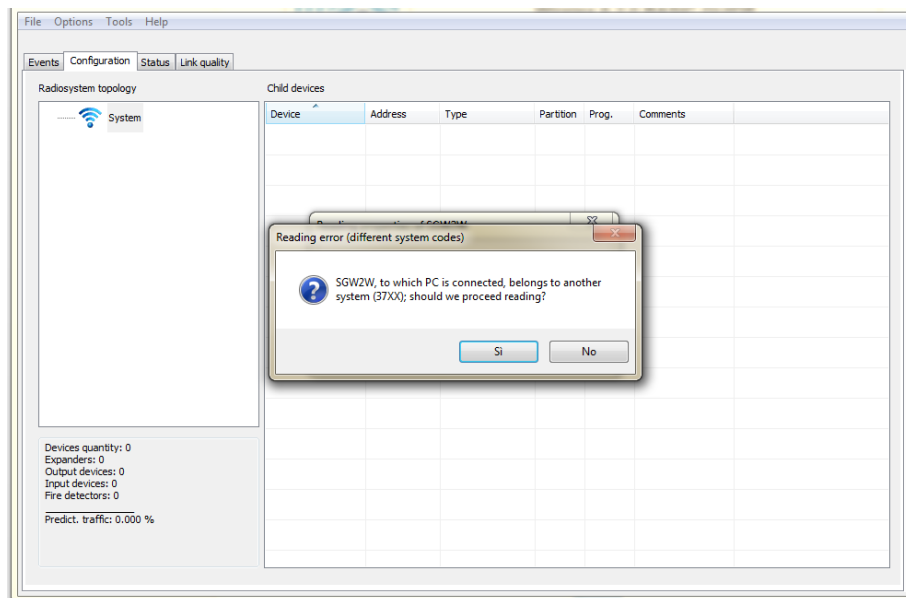 File Options Tools Help
Events Configuration Status Link quality
Radiosystem topology
Child devices
System
Device Address Type Partition Prog. Comments
Reading error (different system codes)
SGW2W, to which PC is connected, belongs to another
system (37XX); should we proceed reading?
Sì No
Devices quantity: 0
Expanders: 0
Output devices: 0
Input devices: 0
Fire detectors: 0
Predict. traffic: 0.000 %